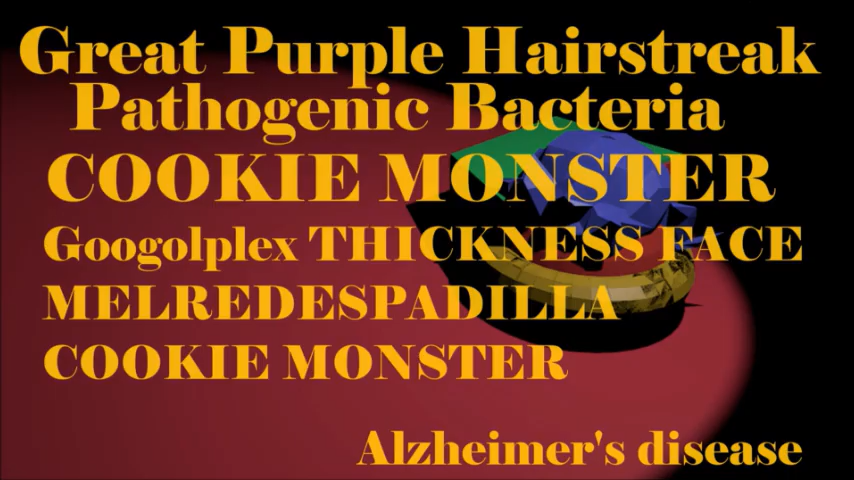 Great Purple Hairstreak
Pathogenic Bacteria
COOKIE MONSTER
Googolplex THICKNESS FACE
MELREDESPADILLA
COOKIE MONSTER
Alzheimer's disease